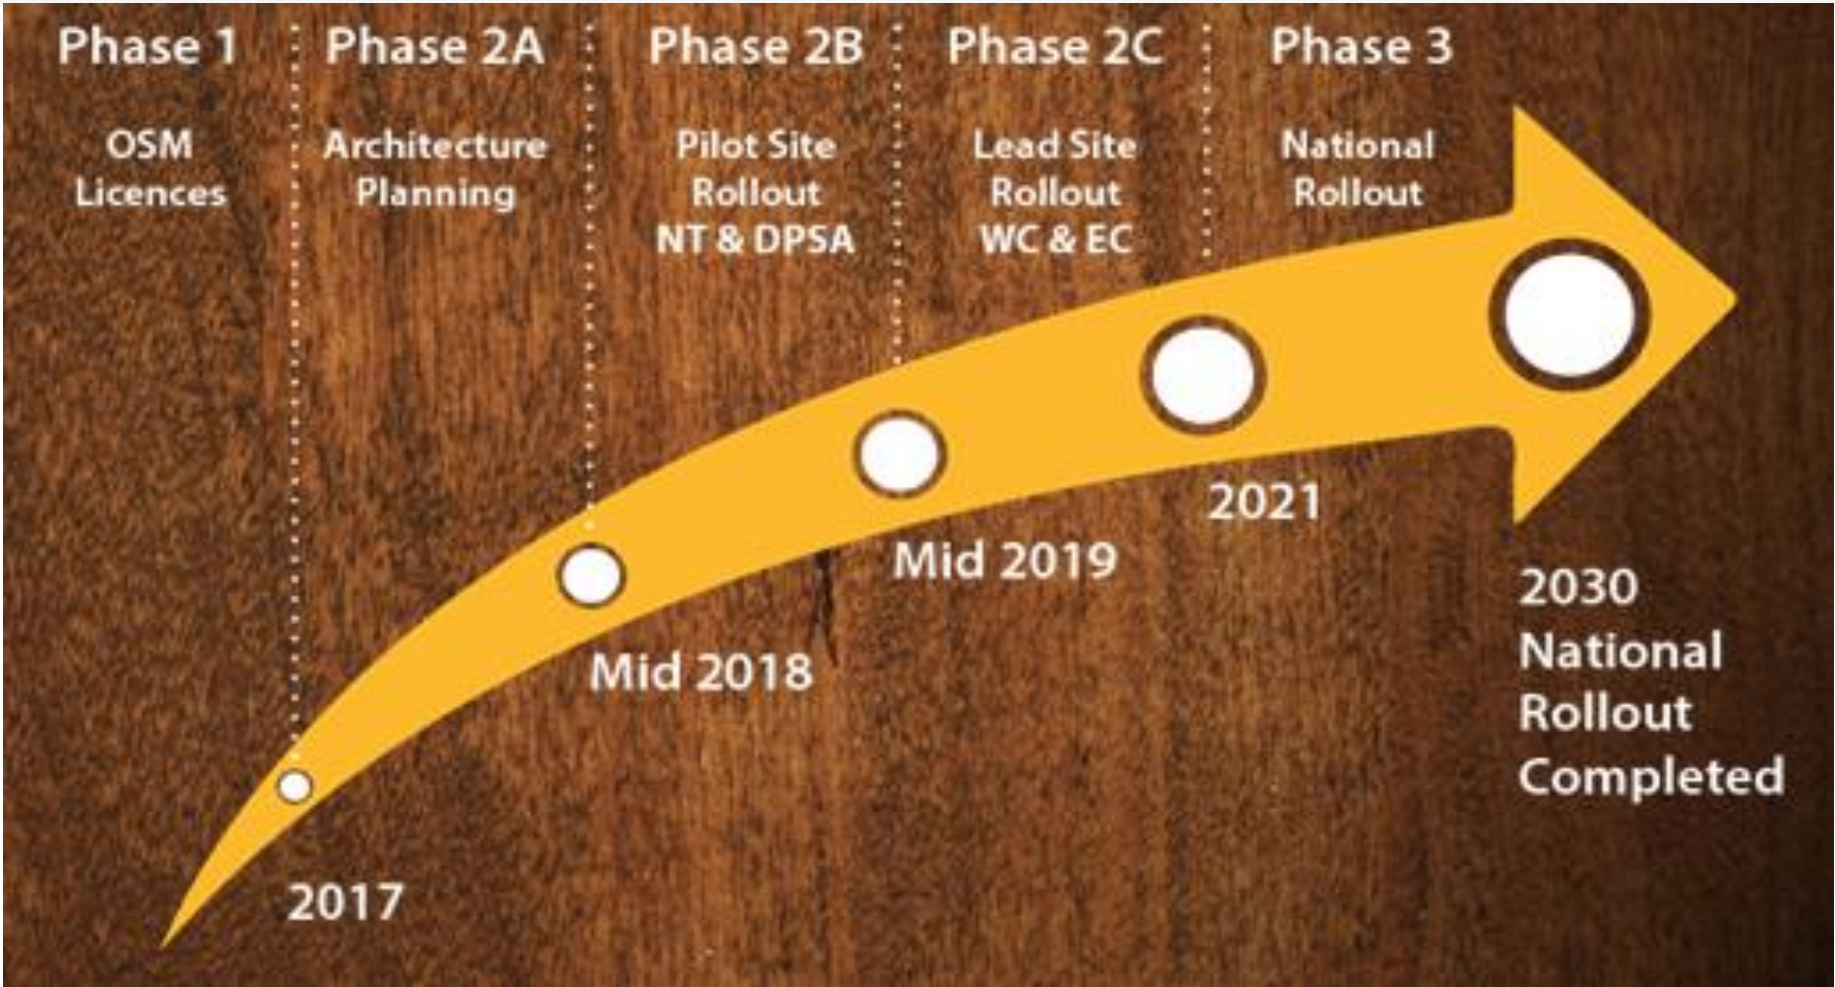 Phase 1
OSM
Licences
Phase 2A
Architecture
Planning
Phase 2B
Pilot Site
Rollout
NT & DPSA
Phase 2C
Lead Site
Rollout
WC & EC
Phase 3
National
Rollout
2017
Mid 2018
Mid 2019
2021
2030
National
Rollout
Completed